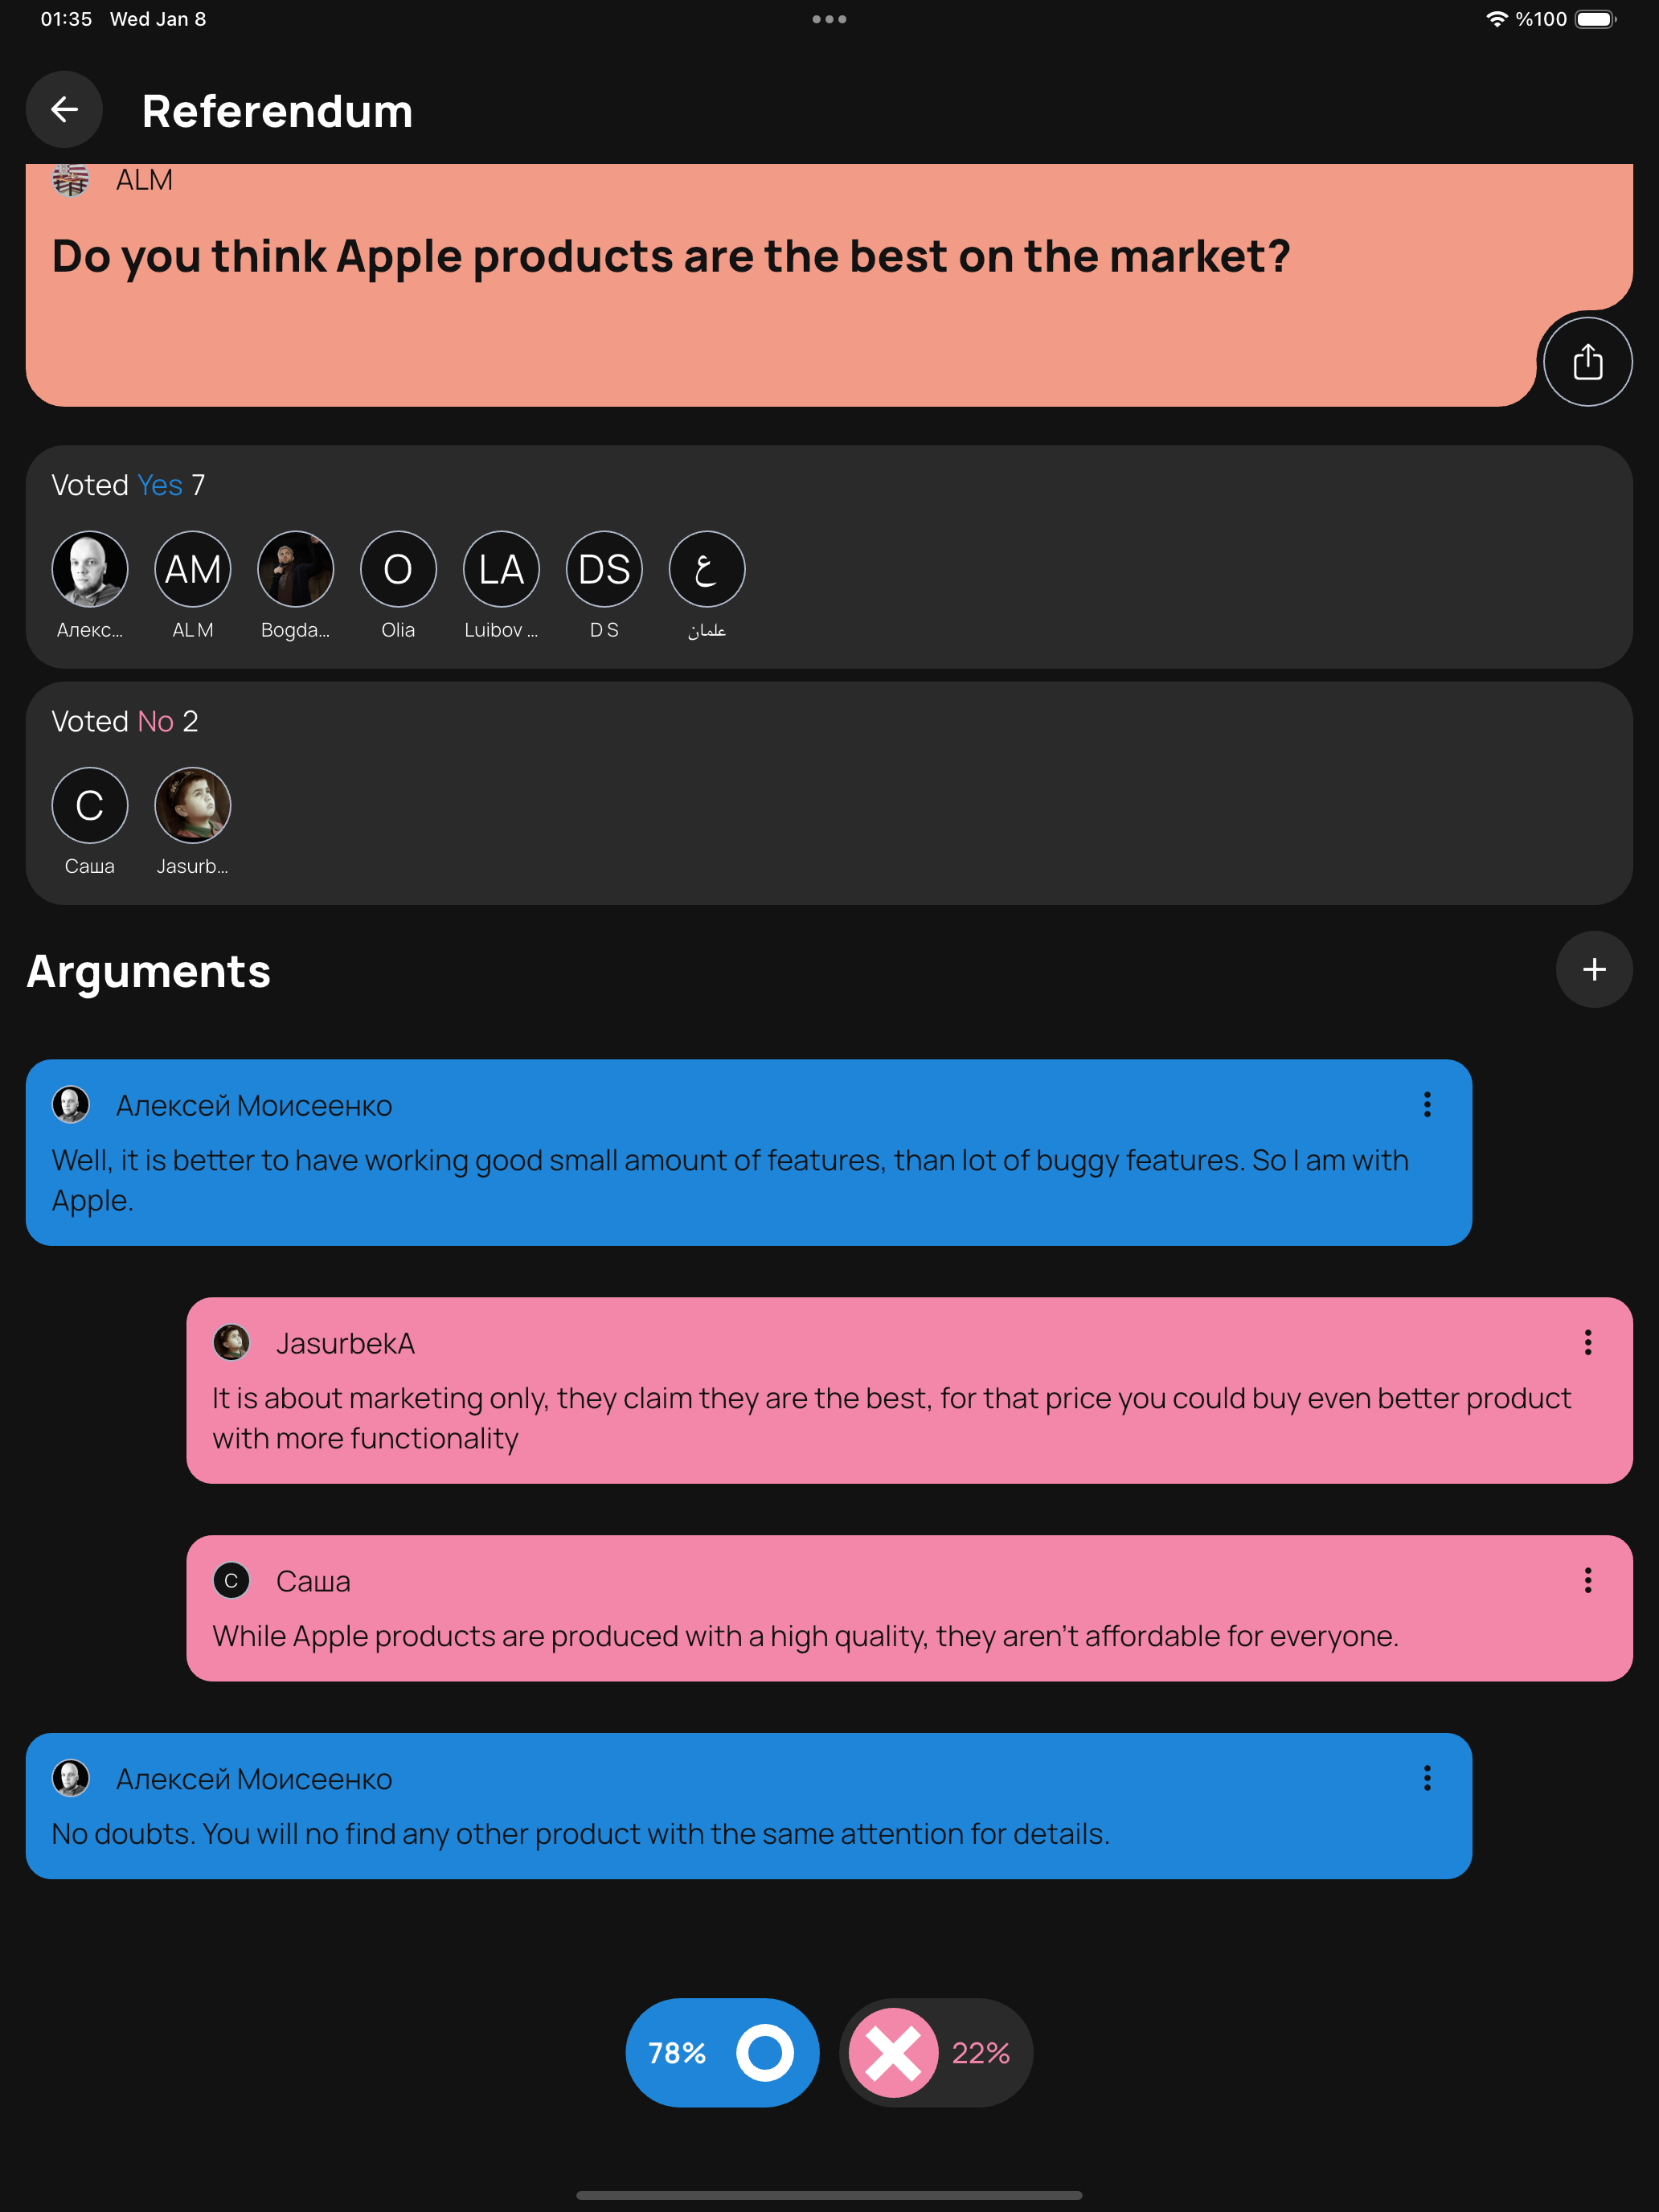 01:35 Wed Jan 8
%100
Referendum
ALM
Do you think Apple products are the best on the market?
Voted Yes 7
AM O LA DS ع
Алекс... AL M Bogda... Olia Luibov ... D S علمان
Voted No 2
C
Саша Jasurb...
Arguments
Алексей Моисеенко
Well, it is better to have working good small amount of features, than lot of buggy features. So I am with
Apple.
JasurbekA
It is about marketing only, they claim they are the best, for that price you could buy even better product
with more functionality
C Саша
While Apple products are produced with a high quality, they aren't affordable for everyone.
Алексей Моисеенко
No doubts. You will no find any other product with the same attention for details.
78% 22%